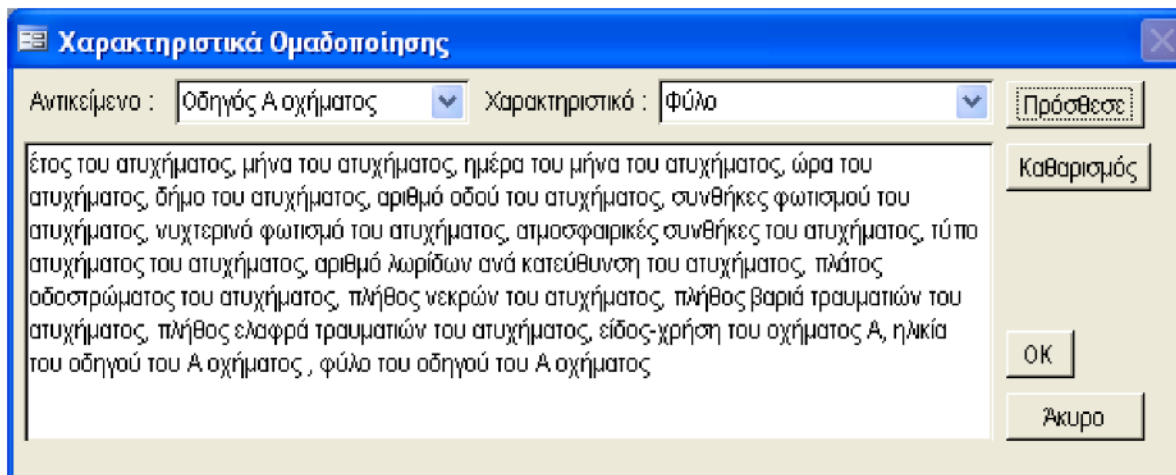 Χαρακτηριστικά Ομαδοποίησης
Αντικείμενο : Οδηγός Α οχήματος Χαρακτηριστικό : Φύλο Πρόσθεσε
έτος του ατυχήματος, μήνα του ατυχήματος, ημέρα του μήνα του ατυχήματος, ώρα του
ατυχήματος, δήμο του ατυχήματος, αριθμό οδού του ατυχήματος, συνθήκες φωτισμού του
ατυχήματος, νυχτερινό φωτισμό του ατυχήματος, ατμοσφαιρικές συνθήκες του ατυχήματος, τύπο
ατυχήματος του ατυχήματος, αριθμό λωρίδων ανά κατεύθυνση του ατυχήματος, πλάτος
οδοστρώματος του ατυχήματος, πλήθος νεκρών του ατυχήματος, πλήθος βαριά τραυματιών του
ατυχήματος, πλήθος ελαφρά τραυματιών του ατυχήματος, είδος-χρήση του οχήματος Α, ηλικία
του οδηγού του Α οχήματος , φύλο του οδηγού του Α οχήματος
Καθαρισμός
OK
Άκυρο